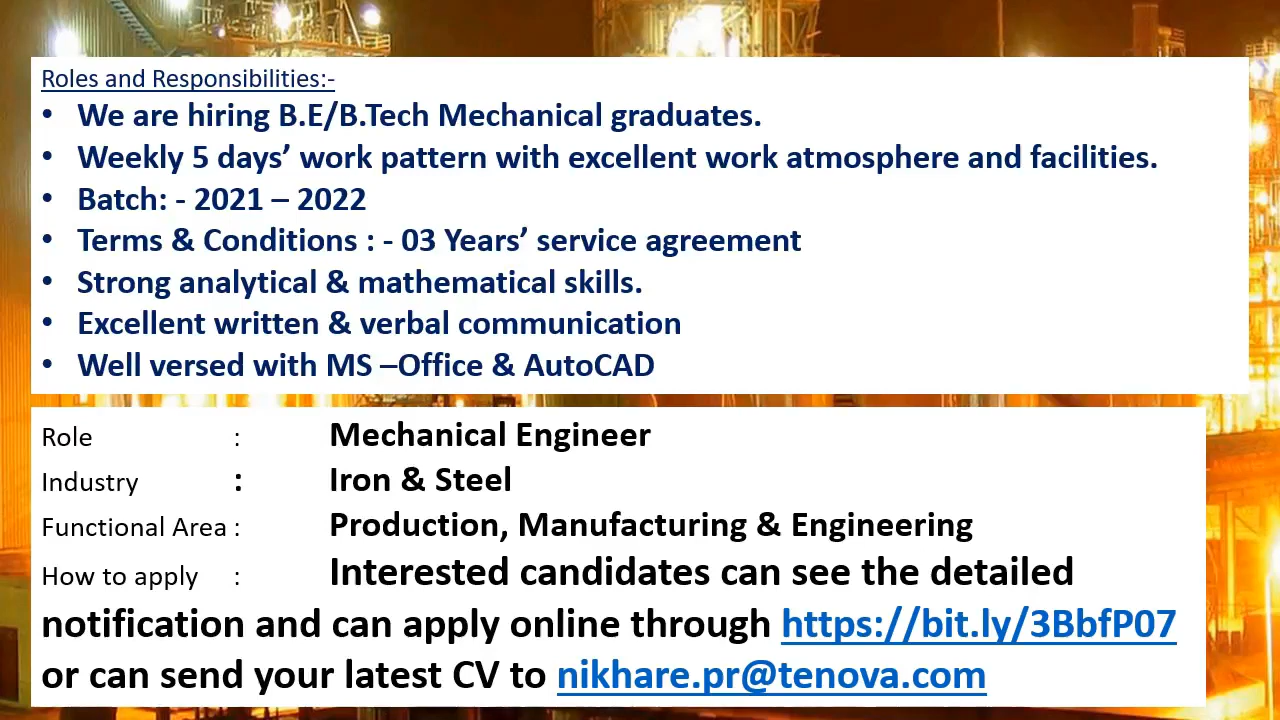 Roles and Responsibilities:-
• We are hiring B.E/B.Tech Mechanical graduates.
• Weekly 5 days’ work pattern with excellent work atmosphere and facilities.
• Batch: - 2021 – 2022
• Terms & Conditions : - 03 Years’ service agreement
• Strong analytical & mathematical skills.
• Excellent written & verbal communication
• Well versed with MS –Office & AutoCAD
Role : Mechanical Engineer
Industry : Iron & Steel
Functional Area : Production, Manufacturing & Engineering
How to apply : Interested candidates can see the detailed
notification and can apply online through https://bit.ly/3BbfP07
or can send your latest CV to nikhare.pr@tenova.com